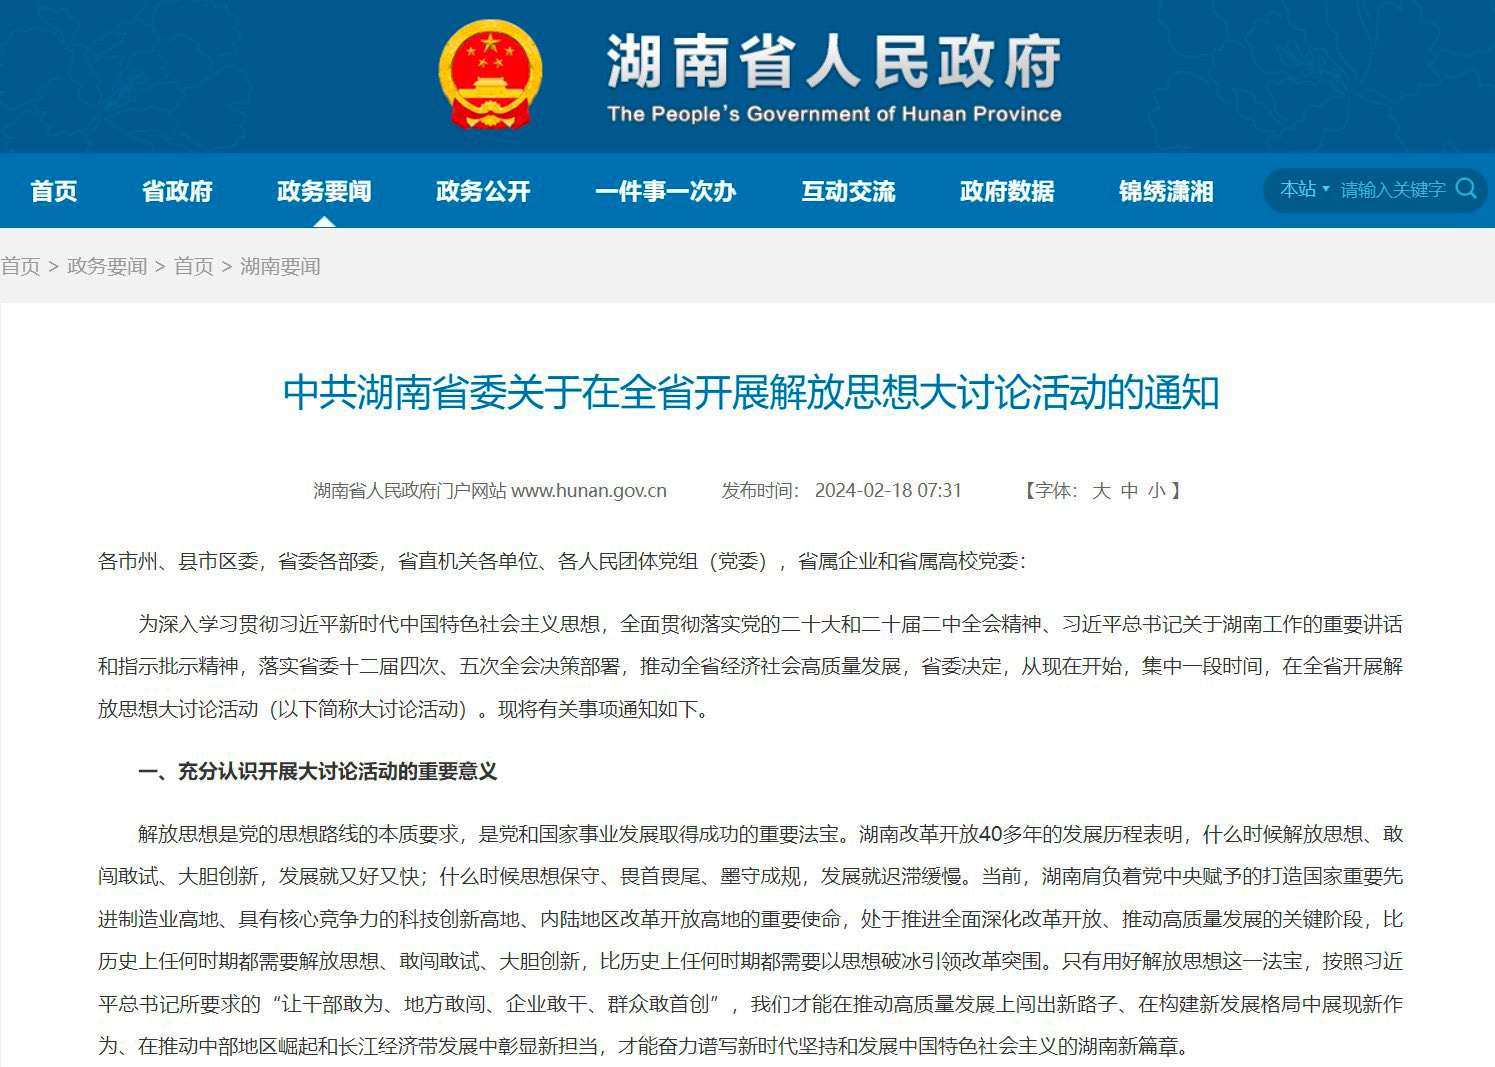 湖南省人民政府
The People's Government of Hunan Province
首页 省政府 政务要闻 政务公开 一件事一次办 互动交流 政府数据 锦绣潇湘 本站 请输入关键字
首页 > 政务要闻 > 首页 > 湖南要闻
中共湖南省委关于在全省开展解放思想大讨论活动的通知
湖南省人民政府门户网站 www.hunan.gov.cn 发布时间： 2024-02-18 07:31 【字体： 大 中 小 】
各市州、县市区委，省委各部委，省直机关各单位、各人民团体党组（党委），省属企业和省属高校党委：
为深入学习贯彻习近平新时代中国特色社会主义思想，全面贯彻落实党的二十大和二十届二中全会精神、习近平总书记关于湖南工作的重要讲话
和指示批示精神，落实省委十二届四次、五次全会决策部署，推动全省经济社会高质量发展，省委决定，从现在开始，集中一段时间，在全省开展解
放思想大讨论活动（以下简称大讨论活动）。现将有关事项通知如下。
一、充分认识开展大讨论活动的重要意义
解放思想是党的思想路线的本质要求，是党和国家事业发展取得成功的重要法宝。湖南改革开放40多年的发展历程表明，什么时候解放思想、敢
闯敢试、大胆创新，发展就又好又快；什么时候思想保守、畏首畏尾、墨守成规，发展就迟滞缓慢。当前，湖南肩负着党中央赋予的打造国家重要先
进制造业高地、具有核心竞争力的科技创新高地、内陆地区改革开放高地的重要使命，处于推进全面深化改革开放、推动高质量发展的关键阶段，比
历史上任何时期都需要解放思想、敢闯敢试、大胆创新，比历史上任何时期都需要以思想破冰引领改革突围。只有用好解放思想这一法宝，按照习近
平总书记所要求的“让干部敢为、地方敢闯、企业敢干、群众敢首创”，我们才能在推动高质量发展上闯出新路子、在构建新发展格局中展现新作
为、在推动中部地区崛起和长江经济带发展中彰显新担当，才能奋力谱写新时代坚持和发展中国特色社会主义的湖南新篇章。